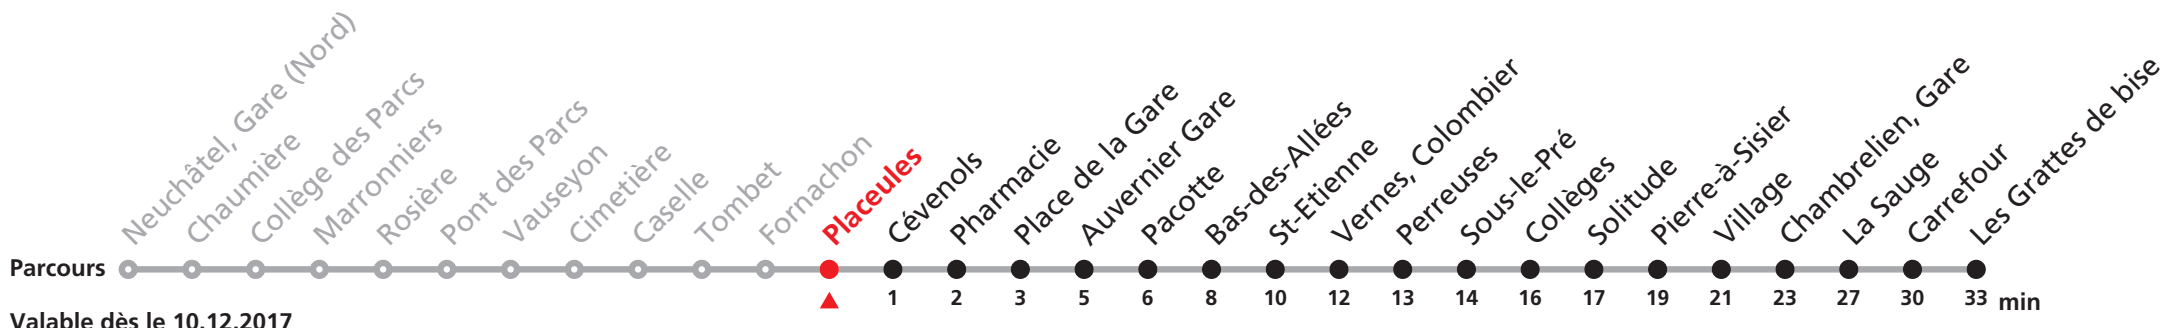 Neuchâtel, Gare (Nord)
Chaumière
Collège des Parcs
Marronniers
Rosière
Pont des Parcs
Vauseyon
Cimetière
Caselle
Tombet
Fornachon
Placeules
Cévenols
Pharmacie
Place de la Gare
Auvernier Gare
Pacotte
Bas-des-Allées
St-Etienne
Vernes, Colombier
Perreuses
Sous-le-Pré
Collèges
Solitude
Pierre-à-Sisier
Village
Chambrelien, Gare
La Sauge
Carrefour
Les Grattes de bise
Parcours
1 2 3 5 6 8 10 12 13 14 16 17 19 21 23 27 30 33 min
Valable dès le 10.12.2017